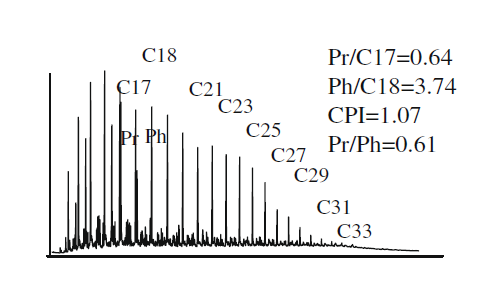 C18
Pr/C17=0.64
C17
C21
Ph/C18=3.74
C23
CPI=1.07
Pr Ph
C25
Pr/Ph=0.61
C27
C29
C31
C33